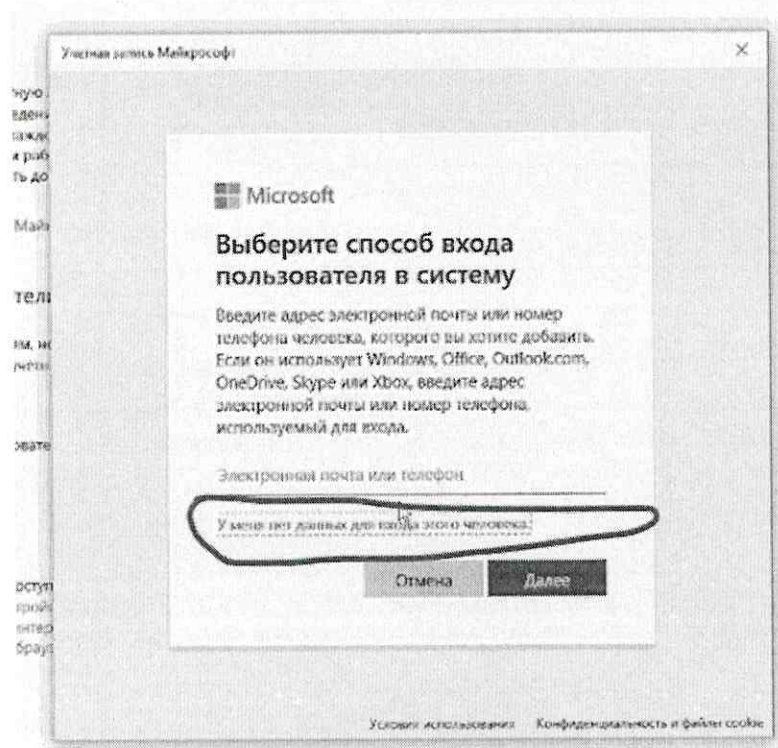 Учетная запись Майкрософт
Microsoft
Выберите способ входа
пользователя в систему
Введите адрес электронной почты или номер
телефона человека, которого вы хотите добавить.
Если он использует Windows, Office, Outlook.com,
OneDrive, Skype или Xbox, введите адрес
электронной почты или номер телефона,
используемый для входа.
Электронная почта или телефон
У меня нет данных для входа этого человека.
Отмена
Далее
Условия использования
Конфиденциальность и файлы cookie